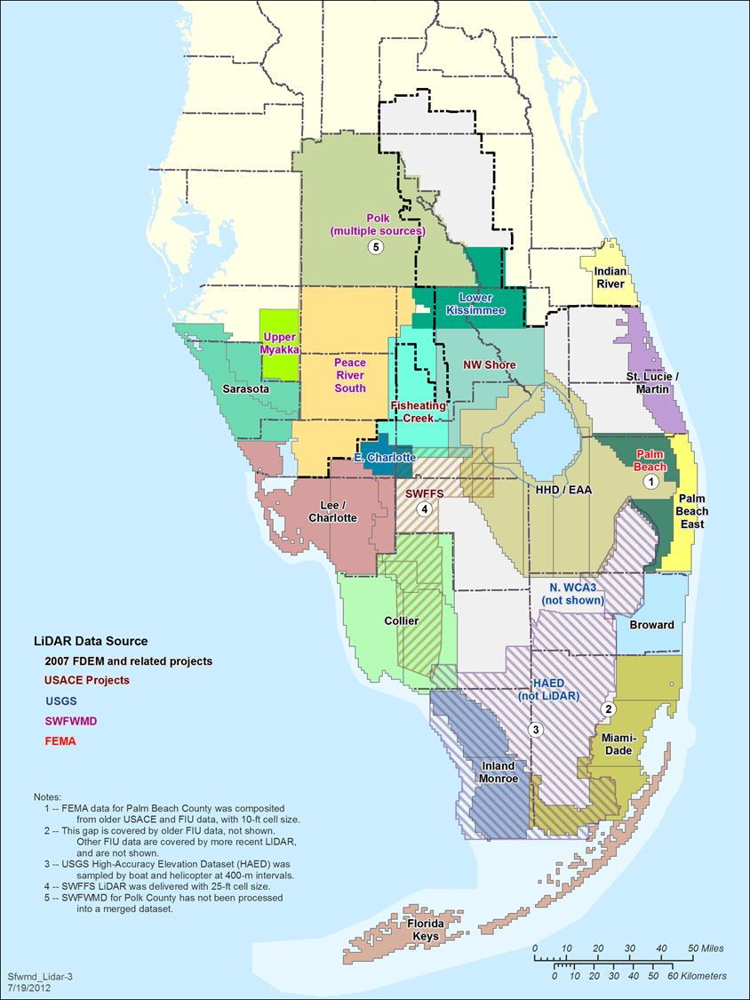 Polk
(multiple sources)
5
Indian
River
Lower
Kissimmee
Upper
Myakka
Peace
River
South
NW Shore
St. Lucie /
Martin
Sarasota
Fisheating
Creek
E. Charlotte
Palm
Beach
1
HHD / EAA
SWFFS
4
Lee /
Charlotte
Palm
Beach
East
N. WCA3
(not shown)
Collier
Broward
HAED
(not LiDAR)
2
3
Miami-
Dade
Inland
Monroe
Florida
Keys
LiDAR Data Source
2007 FDEM and related projects
USACE Projects
USGS
SWFWMD
FEMA
Notes:
1 -- FEMA data for Palm Beach County was composited
from older USACE and FIU data, with 10-ft cell size.
2 -- This gap is covered by older FIU data, not shown.
Other FIU data are covered by more recent LIDAR,
and are not shown.
3 -- USGS High-Accuracy Elevation Dataset (HAED) was
sampled by boat and helicopter at 400-m intervals.
4 -- SWFFS LiDAR was delivered with 25-ft cell size.
5 -- SWFWMD for Polk County has not been processed
into a merged dataset.
0 10 20 30 40 50 Miles
0 10 20 30 40 50 60 Kilometers
Sfwmd_Lidar-3
7/19/2012